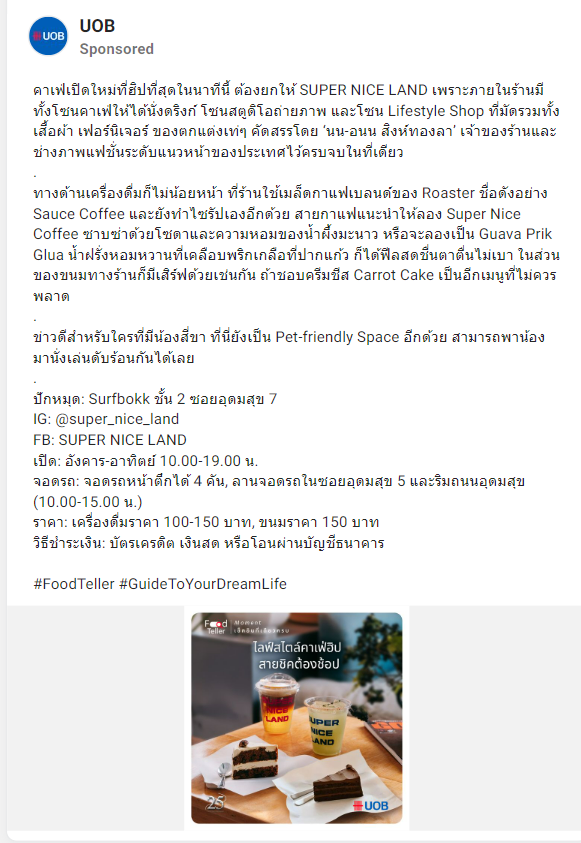 UOB
UOB
Sponsored
คาเฟ่เปิดใหม่ที่ฮิปที่สุดในนาทีนี้ ต้องยกให้ SUPER NICE LAND เพราะภายในร้านมี
ทั้งโซนคาเฟ่ให้ได้นั่งดริงก์ โซนสตูดิโอถ่ายภาพ และโซน Lifestyle Shop ที่มัดรวมทั้ง
เสื้อผ้า เฟอร์นิเจอร์ ของตกแต่งเท่ๆ คัดสรรโดย ‘นน-อนน สิงห์ทองลา’ เจ้าของร้านและ
ช่างภาพแฟชั่นระดับแนวหน้าของประเทศไว้ครบจบในที่เดียว
.
ทางด้านเครื่องดื่มก็ไม่น้อยหน้า ที่ร้านใช้เมล็ดกาแฟเบลนด์ของ Roaster ชื่อดังอย่าง
Sauce Coffee และยังทำไซรัปเองอีกด้วย สายกาแฟแนะนำให้ลอง Super Nice
Coffee ซาบซ่าด้วยโซดาและความหอมของน้ำผึ้งมะนาว หรือจะลองเป็น Guava Prik
Glua น้ำฝรั่งหอมหวานที่เคลือบพริกเกลือที่ปากแก้ว ก็ได้ฟีลสดชื่นตาตื่นไม่เบา ในส่วน
ของขนมทางร้านก็มีเสิร์ฟด้วยเช่นกัน ถ้าชอบครีมชีส Carrot Cake เป็นอีกเมนูที่ไม่ควร
พลาด
.
ข่าวดีสำหรับใครที่มีน้องสี่ขา ที่นี่ยังเป็น Pet-friendly Space อีกด้วย สามารถพาน้อง
มานั่งเล่นดับร้อนกันได้เลย
.
ปักหมุด: Surfbokk ชั้น 2 ซอยอุดมสุข 7
IG: @super_nice_land
FB: SUPER NICE LAND
เปิด: อังคาร-อาทิตย์ 10.00-19.00 น.
จอดรถ: จอดรถหน้าตึกได้ 4 คัน, ลานจอดรถในซอยอุดมสุข 5 และริมถนนอุดมสุข
(10.00-15.00 น.)
ราคา: เครื่องดื่มราคา 100-150 บาท, ขนมราคา 150 บาท
วิธีชำระเงิน: บัตรเครดิต เงินสด หรือโอนผ่านบัญชีธนาคาร
#FoodTeller #GuideToYourDreamLife
Food Teller
Moment
ไลฟ์สไตล์คาเฟ่ฮิป
สายชิคต้องช้อป
NICE LAND
SUPER NICE LAND
25
UOB